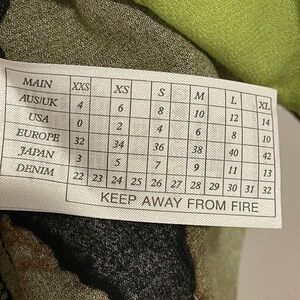 MAIN XXS XS S M L XL
AUS/UK 4 6 8 10 12 14
USA 0 2 4 6 8 10
EUROPE 32 34 36 38 40 42
JAPAN 3 5 7 9 11 13
DENIM 22 23 24 25 26 27 28 29 30 31 32
KEEP AWAY FROM FIRE